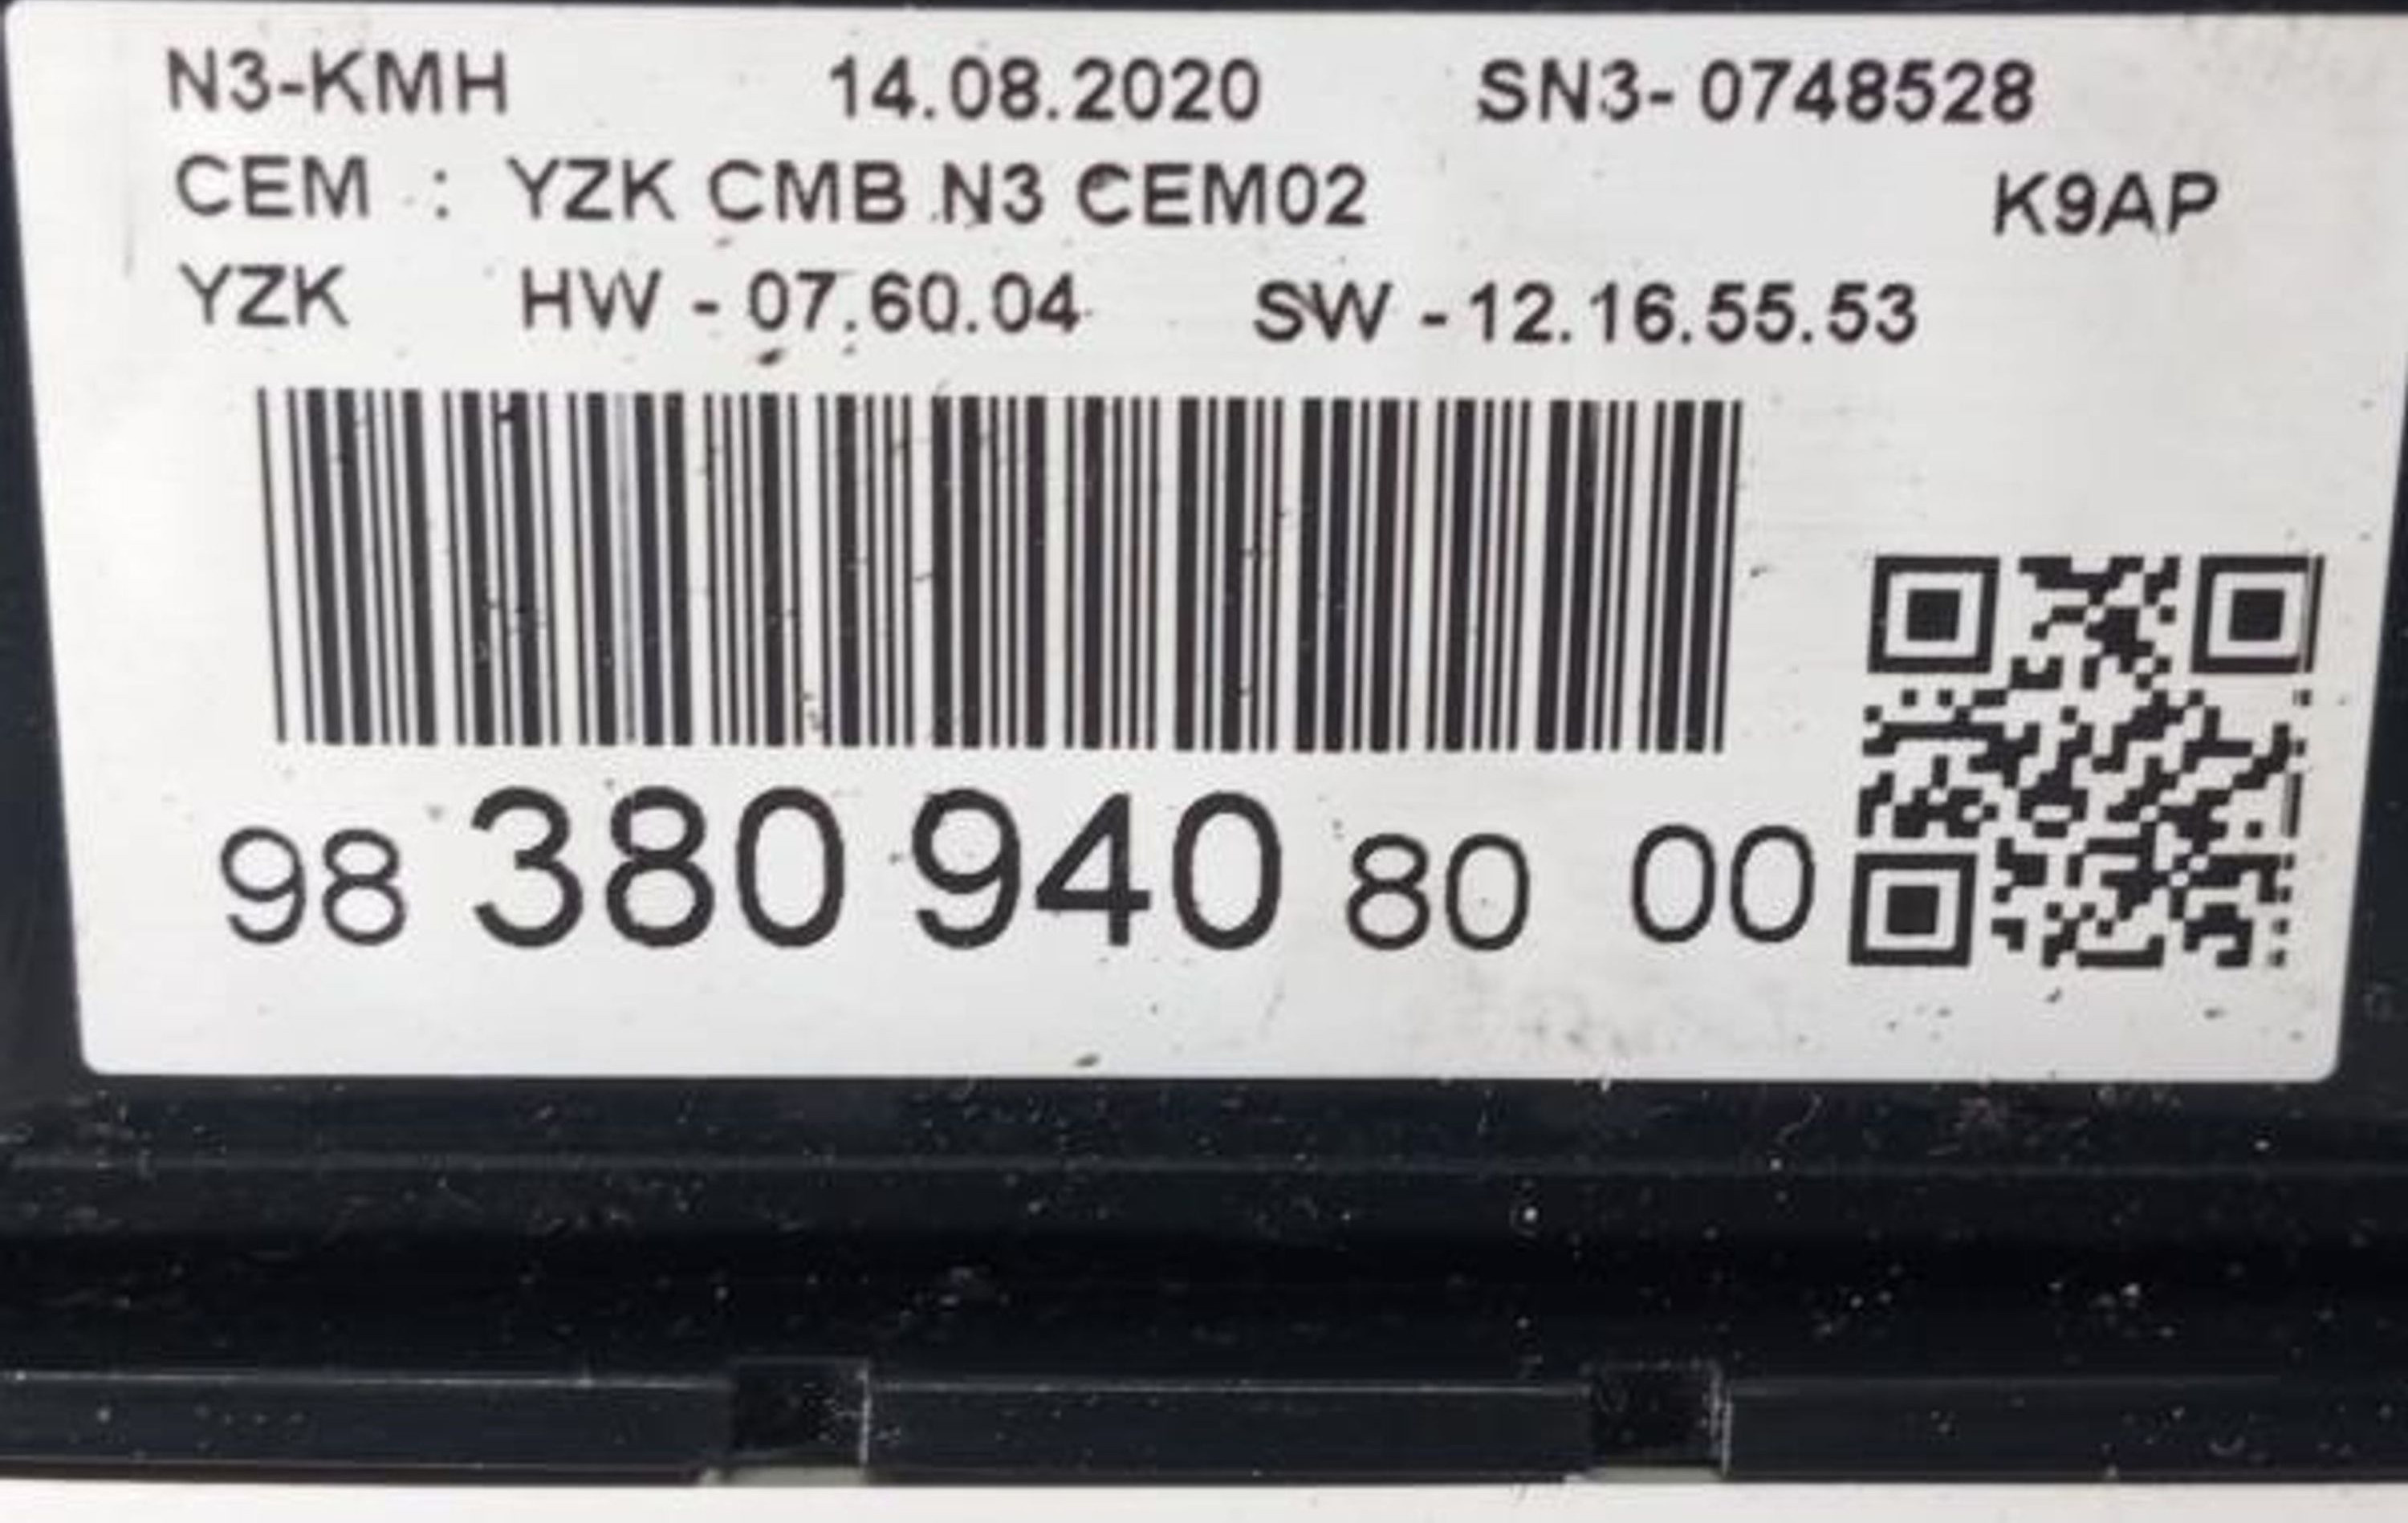 N3-KMH 14.08.2020 SN3- 0748528
CEM : YZK CMB N3 CEM02 K9AP
YZK HW - 07.60.04 SW - 12.16.55.53
98 380 940 80 00